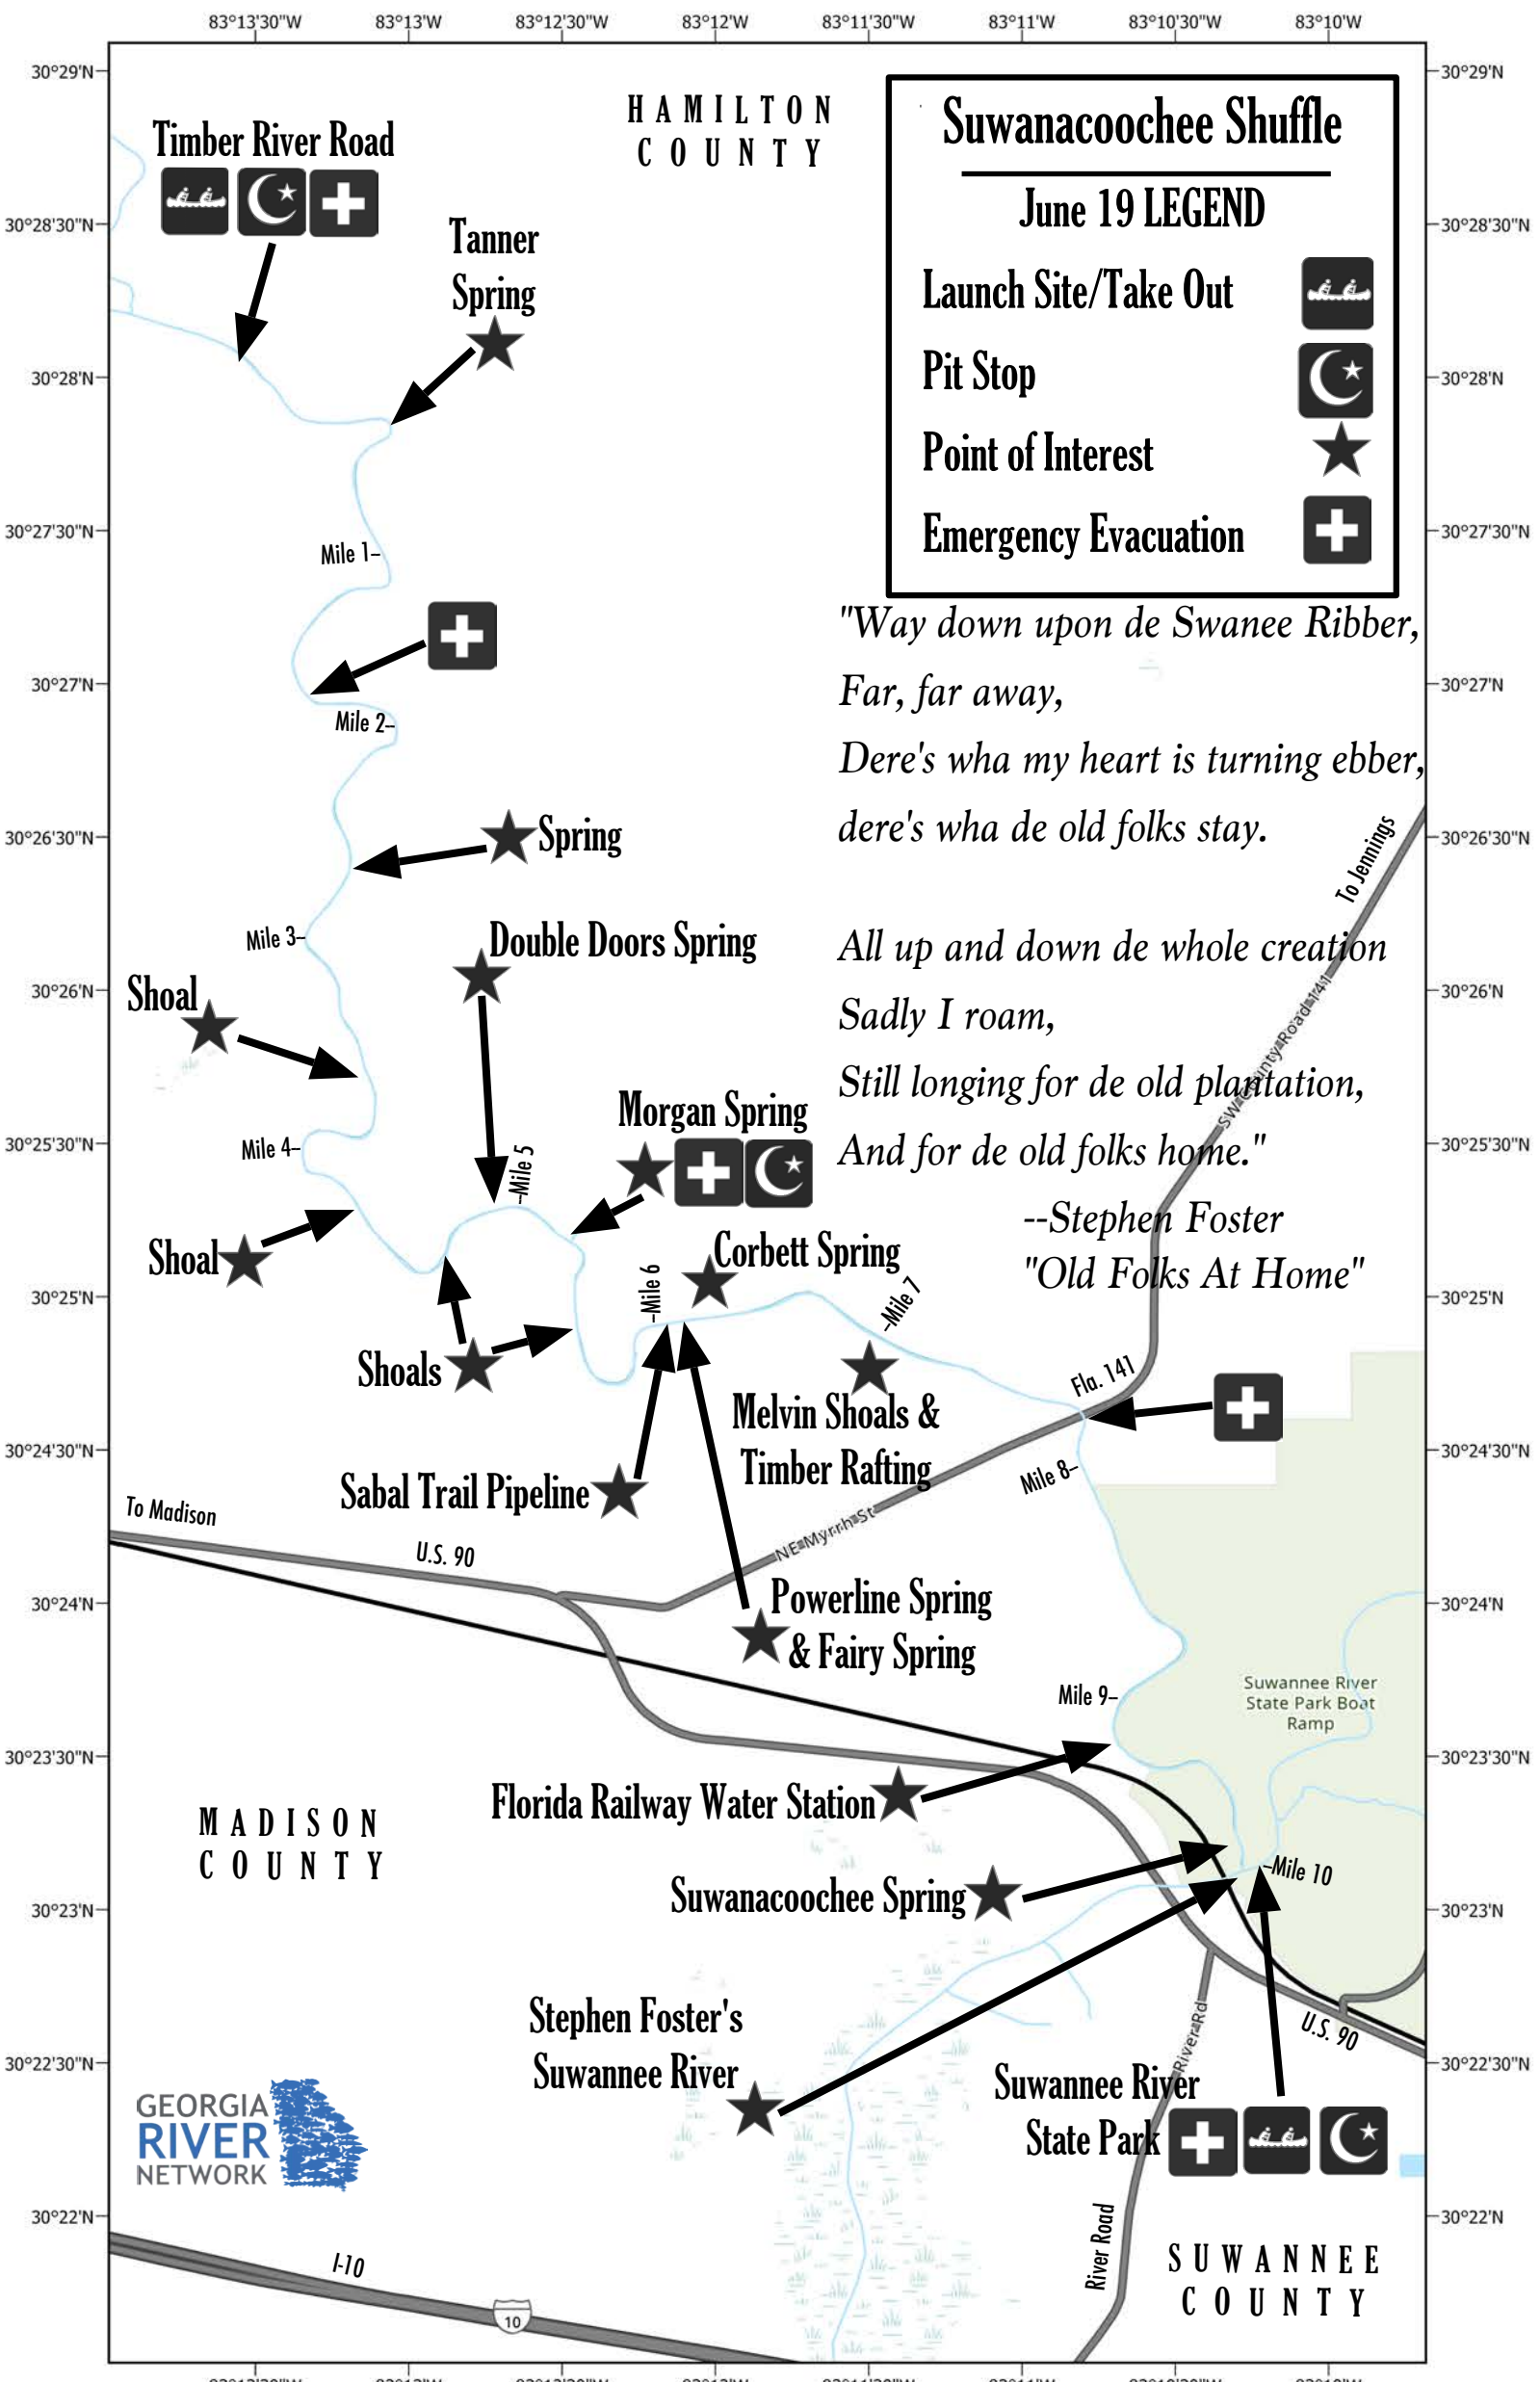 83°13'30"W 83°13'W 83°12'30"W 83°12'W 83°11'30"W 83°11'W 83°10'30"W 83°10'W
30°29'N
30°29'N
HAMILTON
COUNTY
Suwanacoochee Shuffle
June 19 LEGEND
Launch Site/Take Out
Pit Stop
Point of Interest
Emergency Evacuation
Timber River Road
30°28'30"N
30°28'30"N
Tanner
Spring
30°28'N
30°28'N
30°27'30"N
30°27'30"N
Mile 1
"Way down upon de Swanee Ribber,
Far, far away,
Dere's wha my heart is turning ebber,
dere's wha de old folks stay.
30°27'N
30°27'N
Mile 2
30°26'30"N
30°26'30"N
Spring
To Jennings
Mile 3
Double Doors Spring
All up and down de whole creation
Sadly I roam,
Still longing for de old plantation,
And for de old folks home."
--Stephen Foster
"Old Folks At Home"
30°26'N
30°26'N
Shoal
SW County Road 141
Morgan Spring
30°25'30"N
30°25'30"N
Mile 4
Mile 5
Shoal
Corbett Spring
Mile 6
Mile 7
30°25'N
30°25'N
Shoals
Fla. 141
Melvin Shoals &
Timber Rafting
30°24'30"N
30°24'30"N
Mile 8
Sabal Trail Pipeline
To Madison
NE Myrrh St
U.S. 90
30°24'N
30°24'N
Powerline Spring
& Fairy Spring
Suwannee River
State Park Boat
Ramp
Mile 9
30°23'30"N
30°23'30"N
Florida Railway Water Station
MADISON
COUNTY
Mile 10
Suwanacoochee Spring
30°23'N
30°23'N
Stephen Foster's
Suwannee River
U.S. 90
River Rd
30°22'30"N
30°22'30"N
Suwannee River
State Park
GEORGIA
RIVER
NETWORK
30°22'N
30°22'N
River Road
I-10
10
SUWANNEE
COUNTY